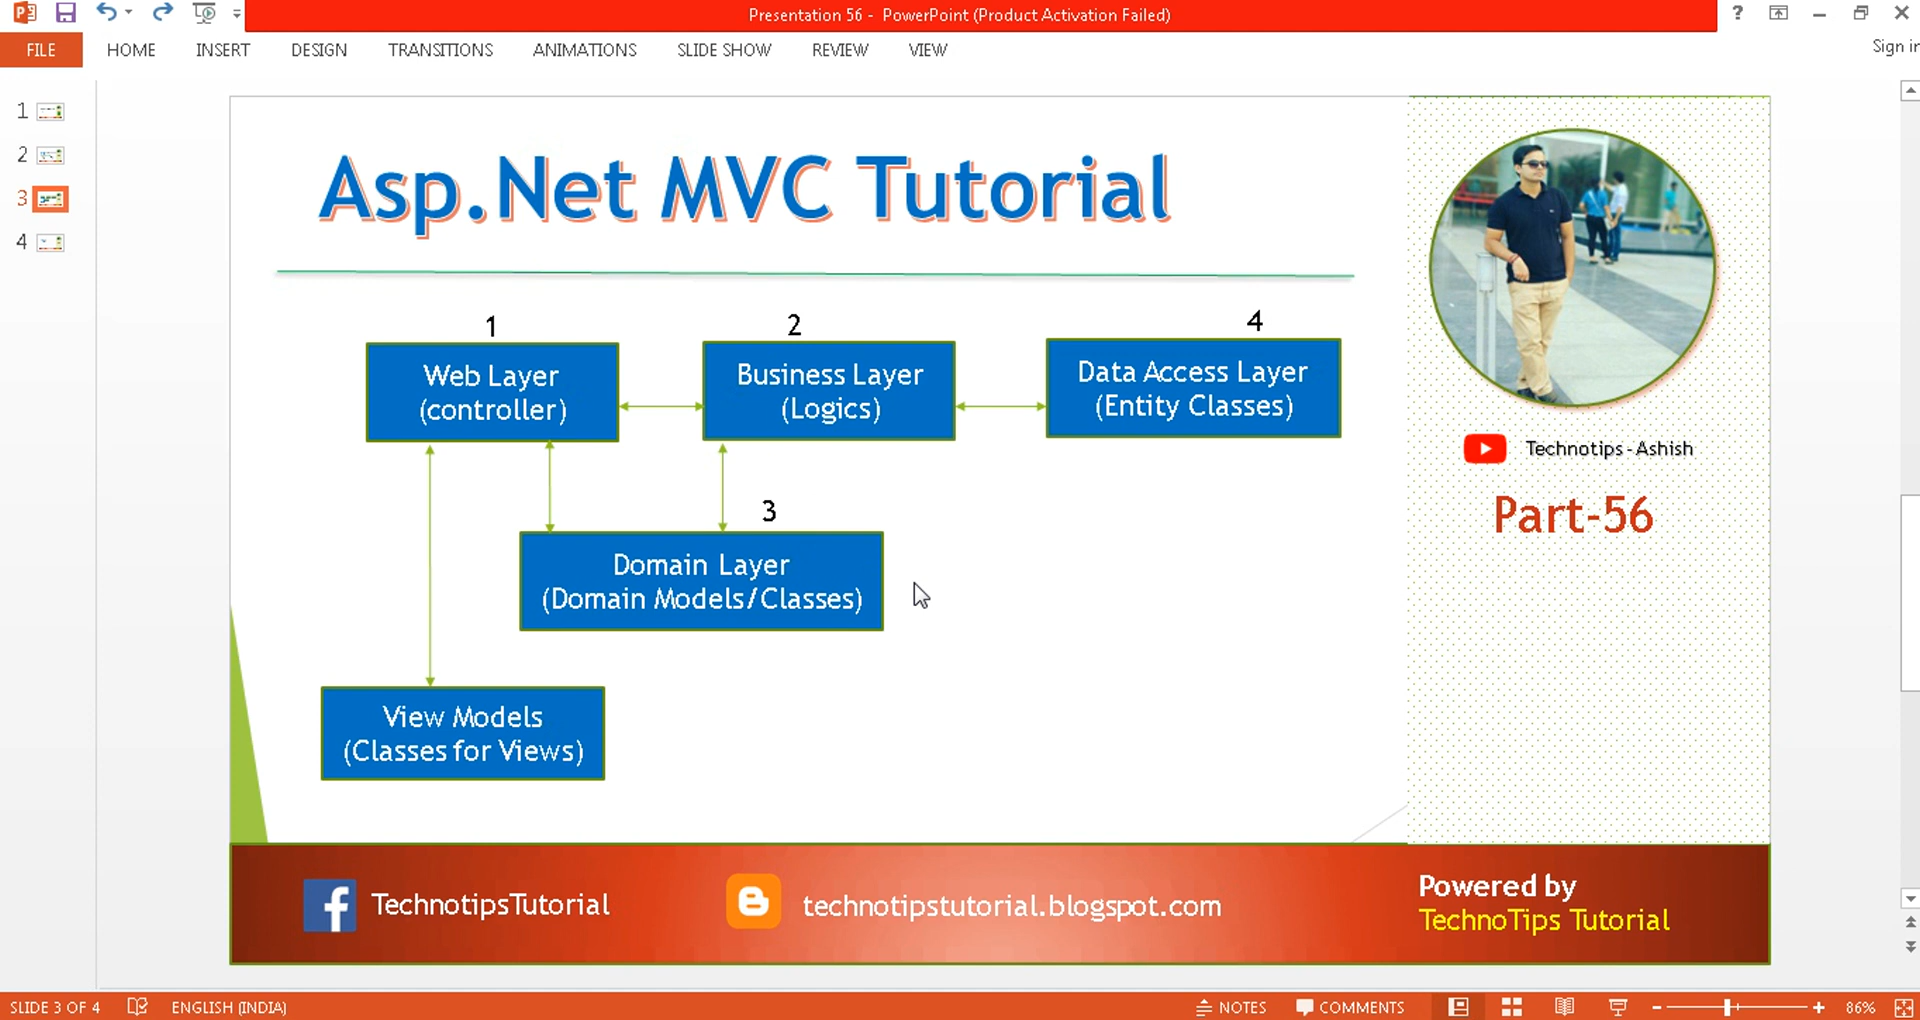 Presentation 56 - PowerPoint (Product Activation Failed)
?
Sign in
FILE HOME INSERT DESIGN TRANSITIONS ANIMATIONS SLIDE SHOW REVIEW VIEW
1
2
3
4
Asp.Net MVC Tutorial
1
Web Layer
(controller)
2
Business Layer
(Logics)
4
Data Access Layer
(Entity Classes)
3
Domain Layer
(Domain Models/Classes)
View Models
(Classes for Views)
Technotips - Ashish
Part-56
TechnotipsTutorial
technotipstutorial.blogspot.com
Powered by
TechnoTips Tutorial
SLIDE 3 OF 4 ENGLISH (INDIA) NOTES COMMENTS 86%